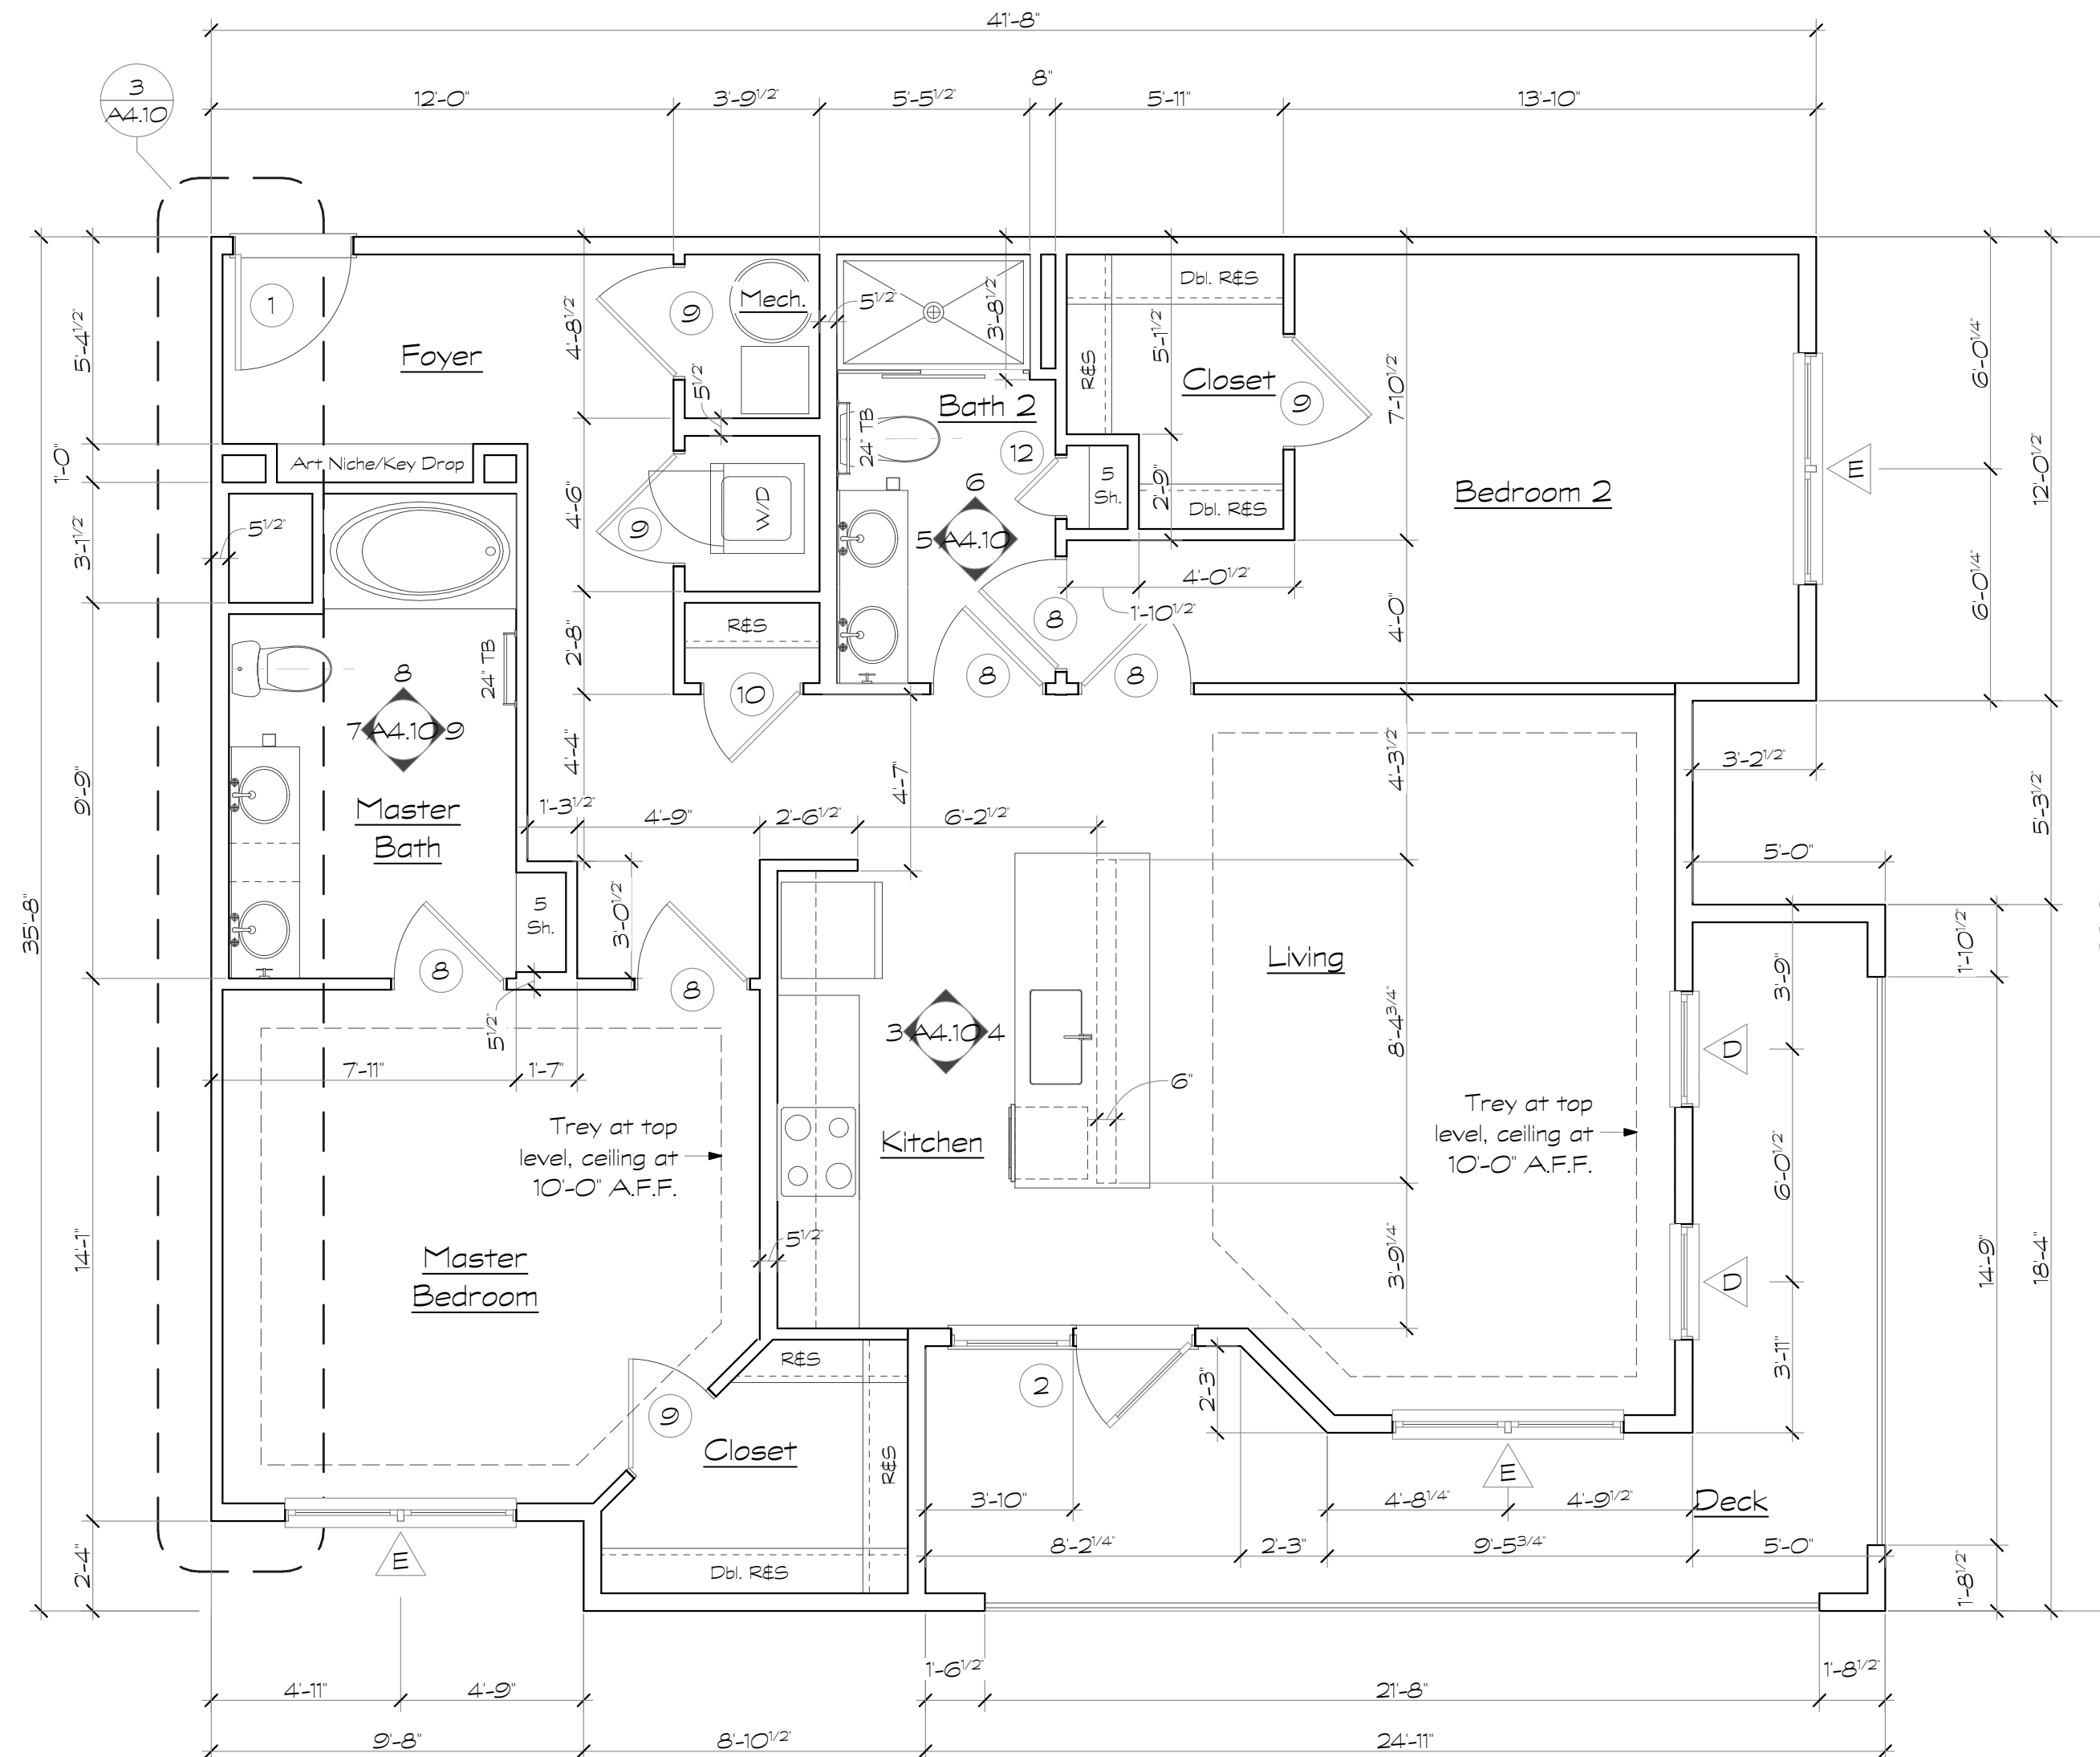 41'-8"
8"
3
A4.10
12'-0"
3'-9 1/2"
5'-5 1/2"
5'-11"
13'-10"
1
Foyer
4'-8 1/2"
9
Mech.
5 1/2"
3'-8 1/2"
5'-1 1/2"
Dbl. R&S
R&S
Closet
9
7'-10 1/2"
6'-0 1/4"
5'-4 1/2"
5 1/2"
Bath 2
24" TB
12
1'-0"
Art Niche/Key Drop
4'-6"
9
W/D
6
5 A4.10
5
Sh.
2'-9"
Dbl. R&S
Bedroom 2
E
12'-0 1/2"
3'-1 1/2"
5 1/2"
4'-0 1/2"
1'-10 1/2"
6'-0 1/4"
2'-8"
R&S
8
4'-0"
24" TB
8
10
8
8
7 A4.10 9
4'-4"
4'-7"
4'-3 1/2"
3'-2 1/2"
9'-9"
Master
Bath
1'-3 1/2"
4'-9"
2'-6 1/2"
6'-2 1/2"
5'-3 1/2"
5'-0"
35'-8"
5
Sh.
3'-0 1/2"
8
8
5 1/2"
Living
1'-10 1/2"
3'-9"
3 A4.10 4
8'-4 3/4"
D
7'-11"
1'-7"
6"
Trey at top
level, ceiling at
10'-0" A.F.F.
Kitchen
Trey at top
level, ceiling at
10'-0" A.F.F.
6'-0 1/2"
14'-1"
Master
Bedroom
5 1/2"
3'-9 1/4"
D
14'-9"
18'-4"
R&S
2
2'-3"
3'-11"
9
Closet
R&S
E
3'-10"
4'-8 1/4"
4'-9 1/2"
Deck
8'-2 1/4"
2'-3"
9'-5 3/4"
5'-0"
2'-4"
E
Dbl. R&S
1'-8 1/2"
1'-6 1/2"
1'-8 1/2"
4'-11"
4'-9"
21'-8"
9'-8"
8'-10 1/2"
24'-11"